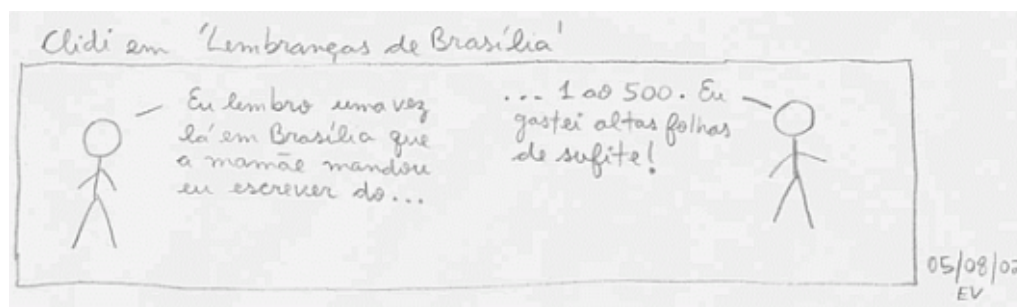 Clidi em 'Lembranças de Brasília'
Eu lembro uma vez
lá em Brasília que
a mamãe mandou
eu escrever do...
... 1 ao 500. Eu
gastei altas folhas
de sufite!
05/08/02
EV